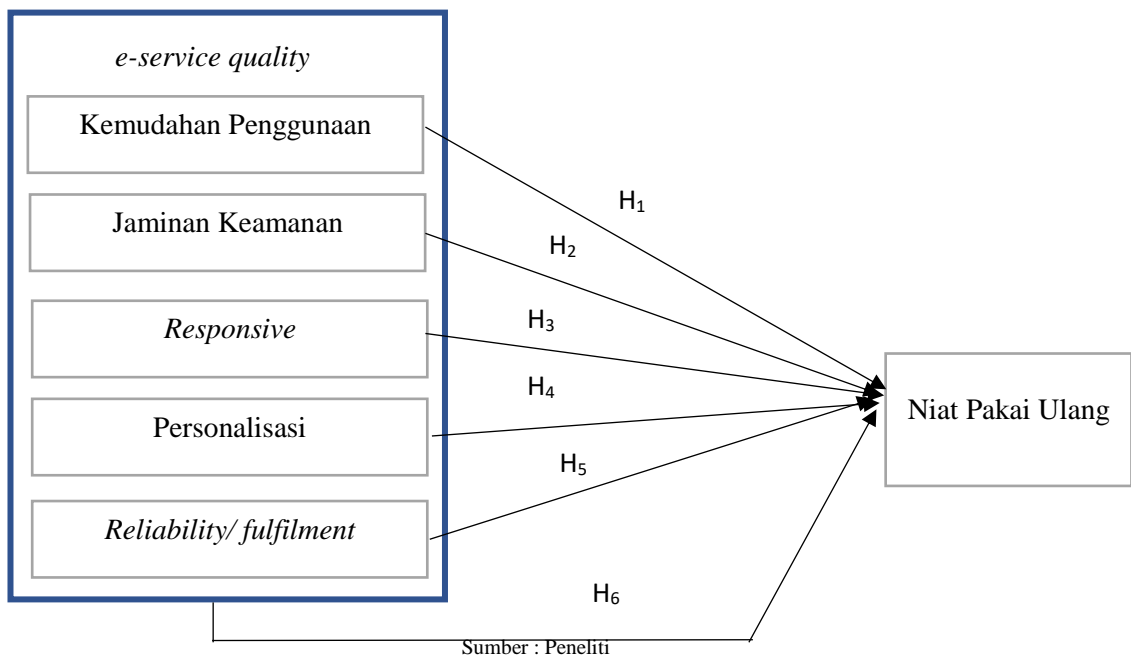 e-service quality
Kemudahan Penggunaan
Jaminan Keamanan
Responsive
Personalisasi
Reliability/ fulfilment
H₁
H₂
H₃
H₄
H₅
H₆
Niat Pakai Ulang
Sumber : Peneliti